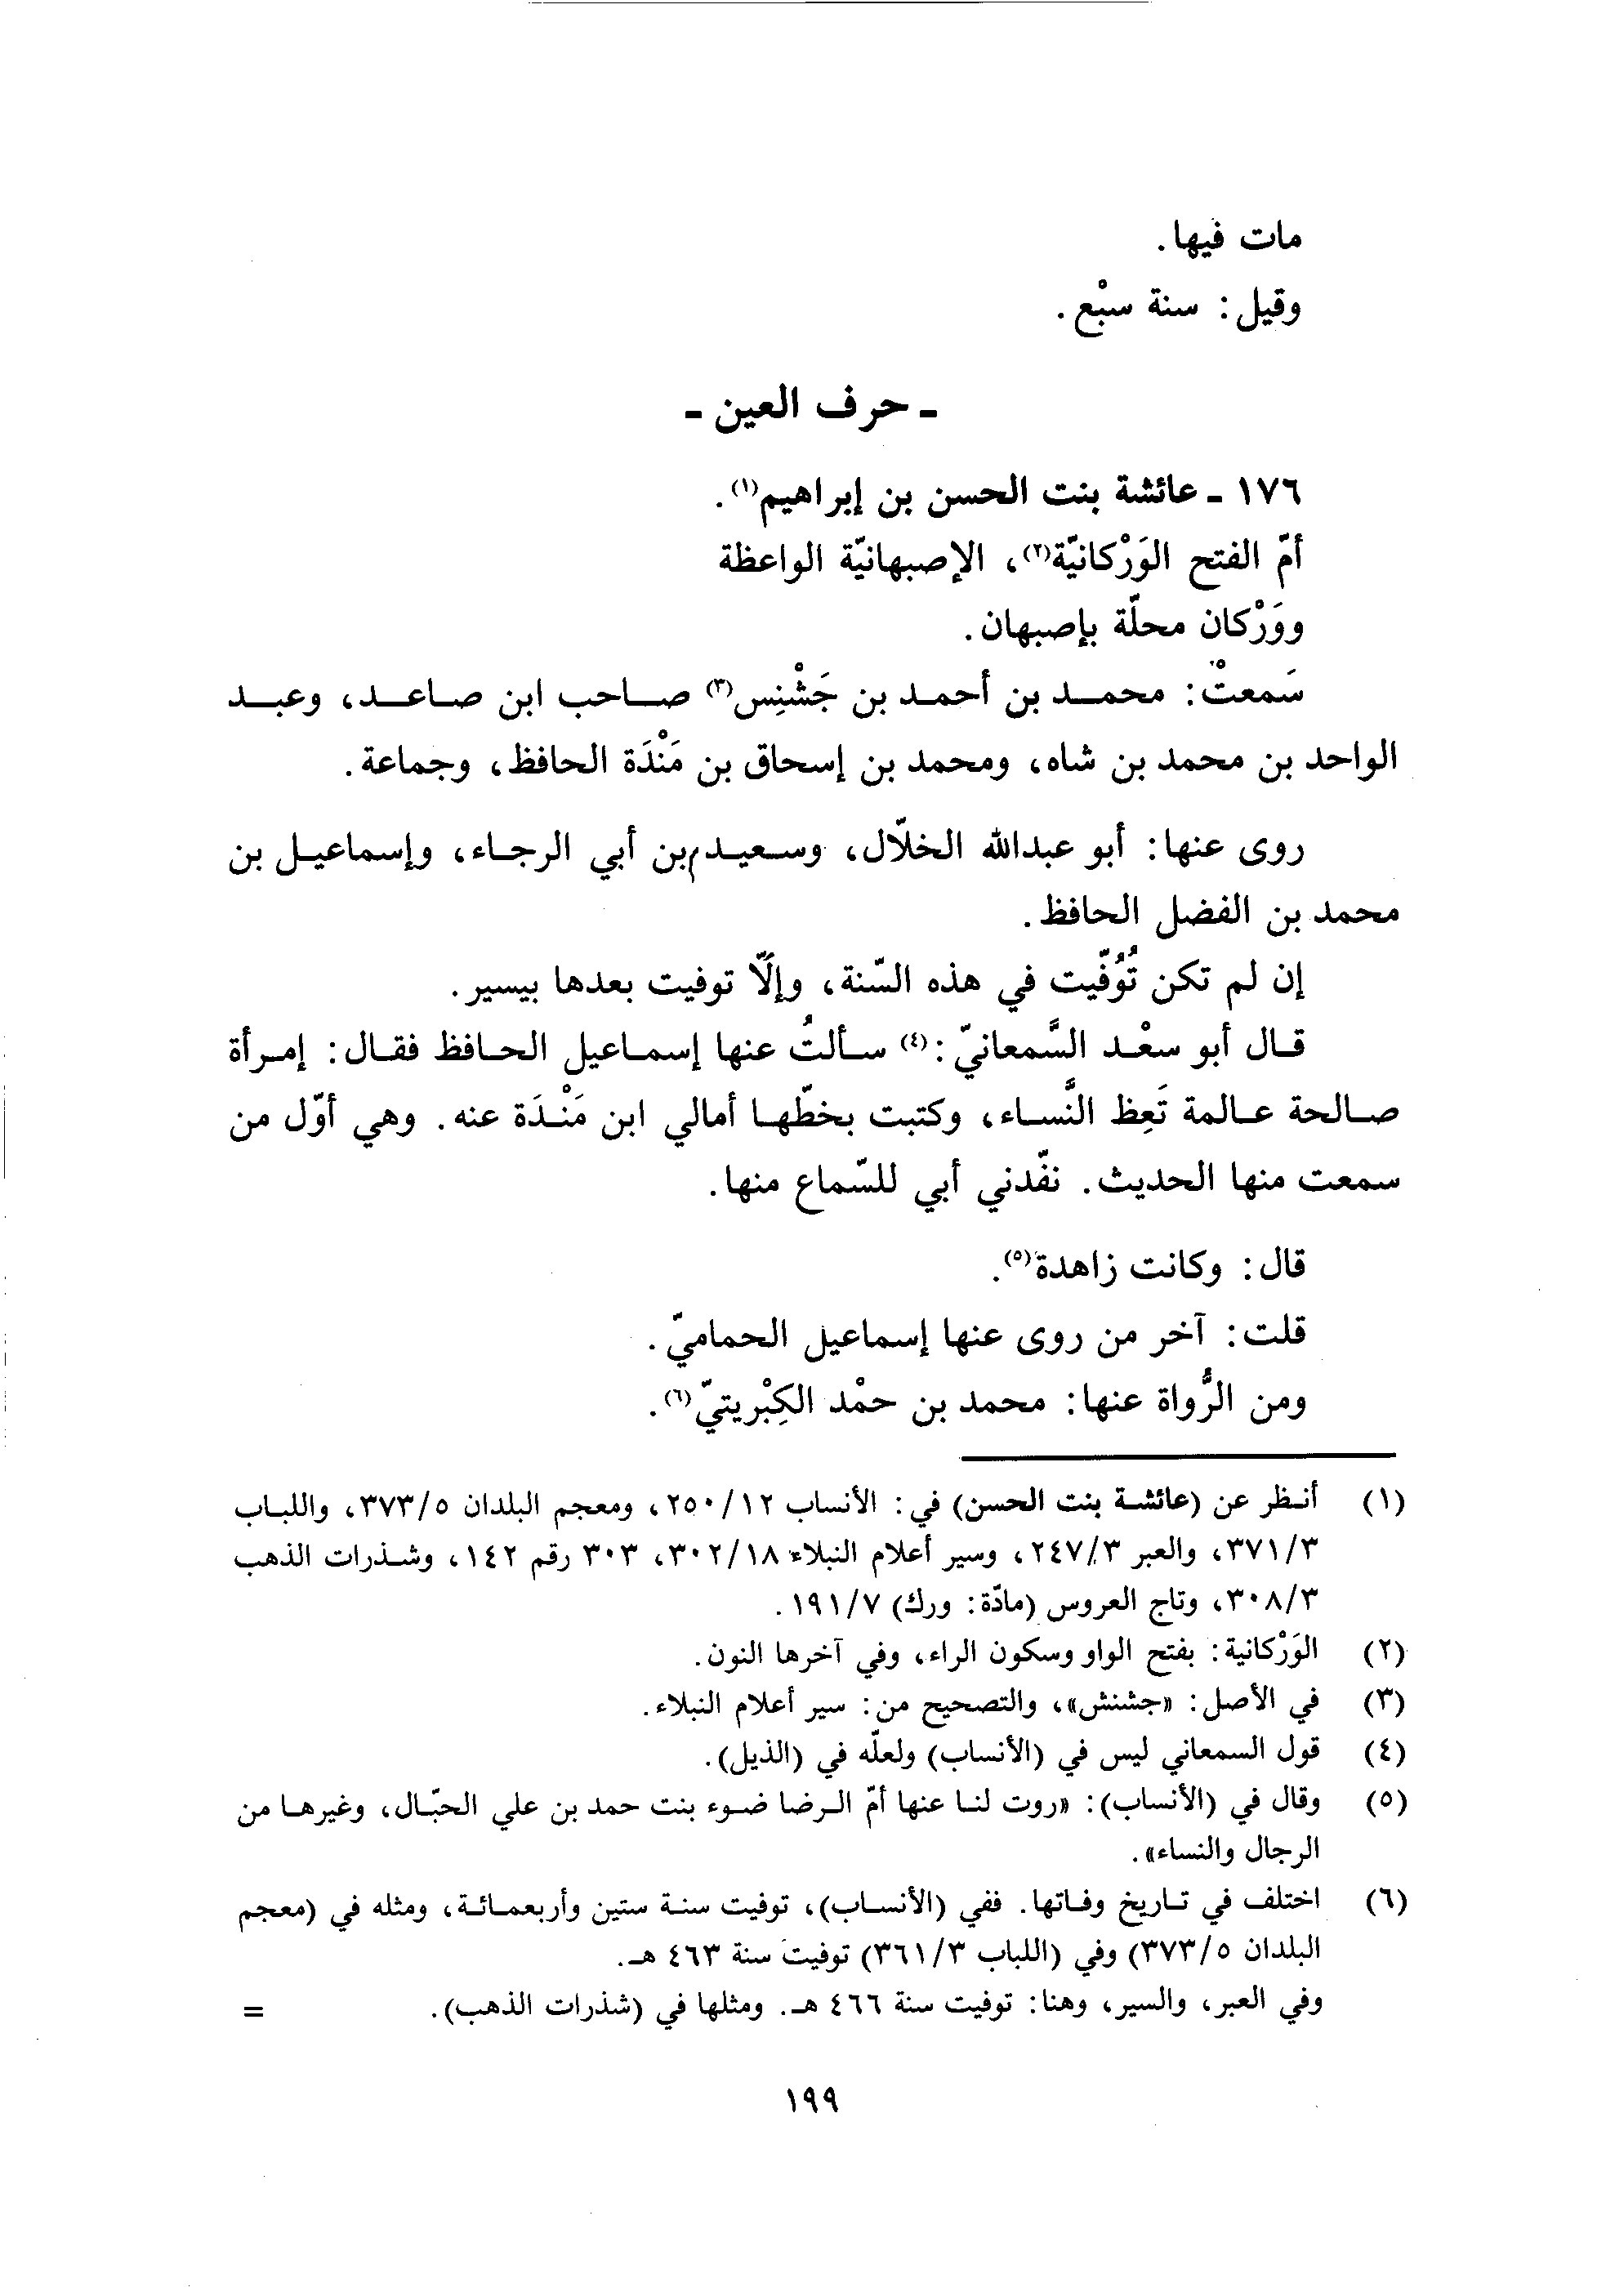 مات فيها.
وقيل: سنة سبْع.
ـ حرف العين ـ
١٧٦ ـ عائشة بنت الحسن بن إبراهيم(١).
أمّ الفتح الوَرْكانيّة(٢)، الإصبهانيّة الواعظة
ووَرْكان محلّة بإصبهان.
سَمعتْ: محمد بن أحمد بن جَشْنِس(٣) صاحب ابن صاعد، وعبد
الواحد بن محمد بن شاه، ومحمد بن إسحاق بن مَنْدَة الحافظ، وجماعة.
روى عنها: أبو عبدالله الخلّال، وسعيد بن أبي الرجاء، وإسماعيل بن
محمد بن الفضل الحافظ.
إن لم تكن تُوُفّيت في هذه السّنة، وإلّا توفيت بعدها بيسير.
قال أبو سعْد السَّمعانيّ:(٤) سألتُ عنها إسماعيل الحافظ فقال: إمرأة
صالحة عالمة تَعِظ النَّساء، وكتبت بخطّها أمالي ابن مَنْدَة عنه. وهي أوّل من
سمعت منها الحديث. نفّدني أبي للسّماع منها.
قال: وكانت زاهدة(٥).
قلت: آخر من روى عنها إسماعيل الحماميّ.
ومن الرُّواة عنها: محمد بن حمْد الكِبْريتيّ(٦).
(١) أنظر عن (عائشة بنت الحسن) في: الأنساب ٢٥٠/١٢، ومعجم البلدان ٣٧٣/٥، واللباب
٣٧١/٣، والعبر ٢٤٧/٣، وسير أعلام النبلاء ٣٠٢/١٨، ٣٠٣ رقم ١٤٢، وشذرات الذهب
٣٠٨/٣، وتاج العروس (مادّة: ورك) ١٩١/٧.
(٢) الوَرْكانية: بفتح الواو وسكون الراء، وفي آخرها النون.
(٣) في الأصل: «جشنش»، والتصحيح من: سير أعلام النبلاء.
(٤) قول السمعاني ليس في (الأنساب) ولعلّه في (الذيل).
(٥) وقال في (الأنساب): «روت لنا عنها أمّ الرضا ضوء بنت حمد بن علي الحبّال، وغيرها من
الرجال والنساء».
(٦) اختلف في تاريخ وفاتها. ففي (الأنساب)، توفيت سنة ستين وأربعمائة، ومثله في (معجم
البلدان ٣٧٣/٥) وفي (اللباب ٣٦١/٣) توفيت سنة ٤٦٣ هـ.
وفي العبر، والسير، وهنا: توفيت سنة ٤٦٦ هـ. ومثلها في (شذرات الذهب). =
١٩٩